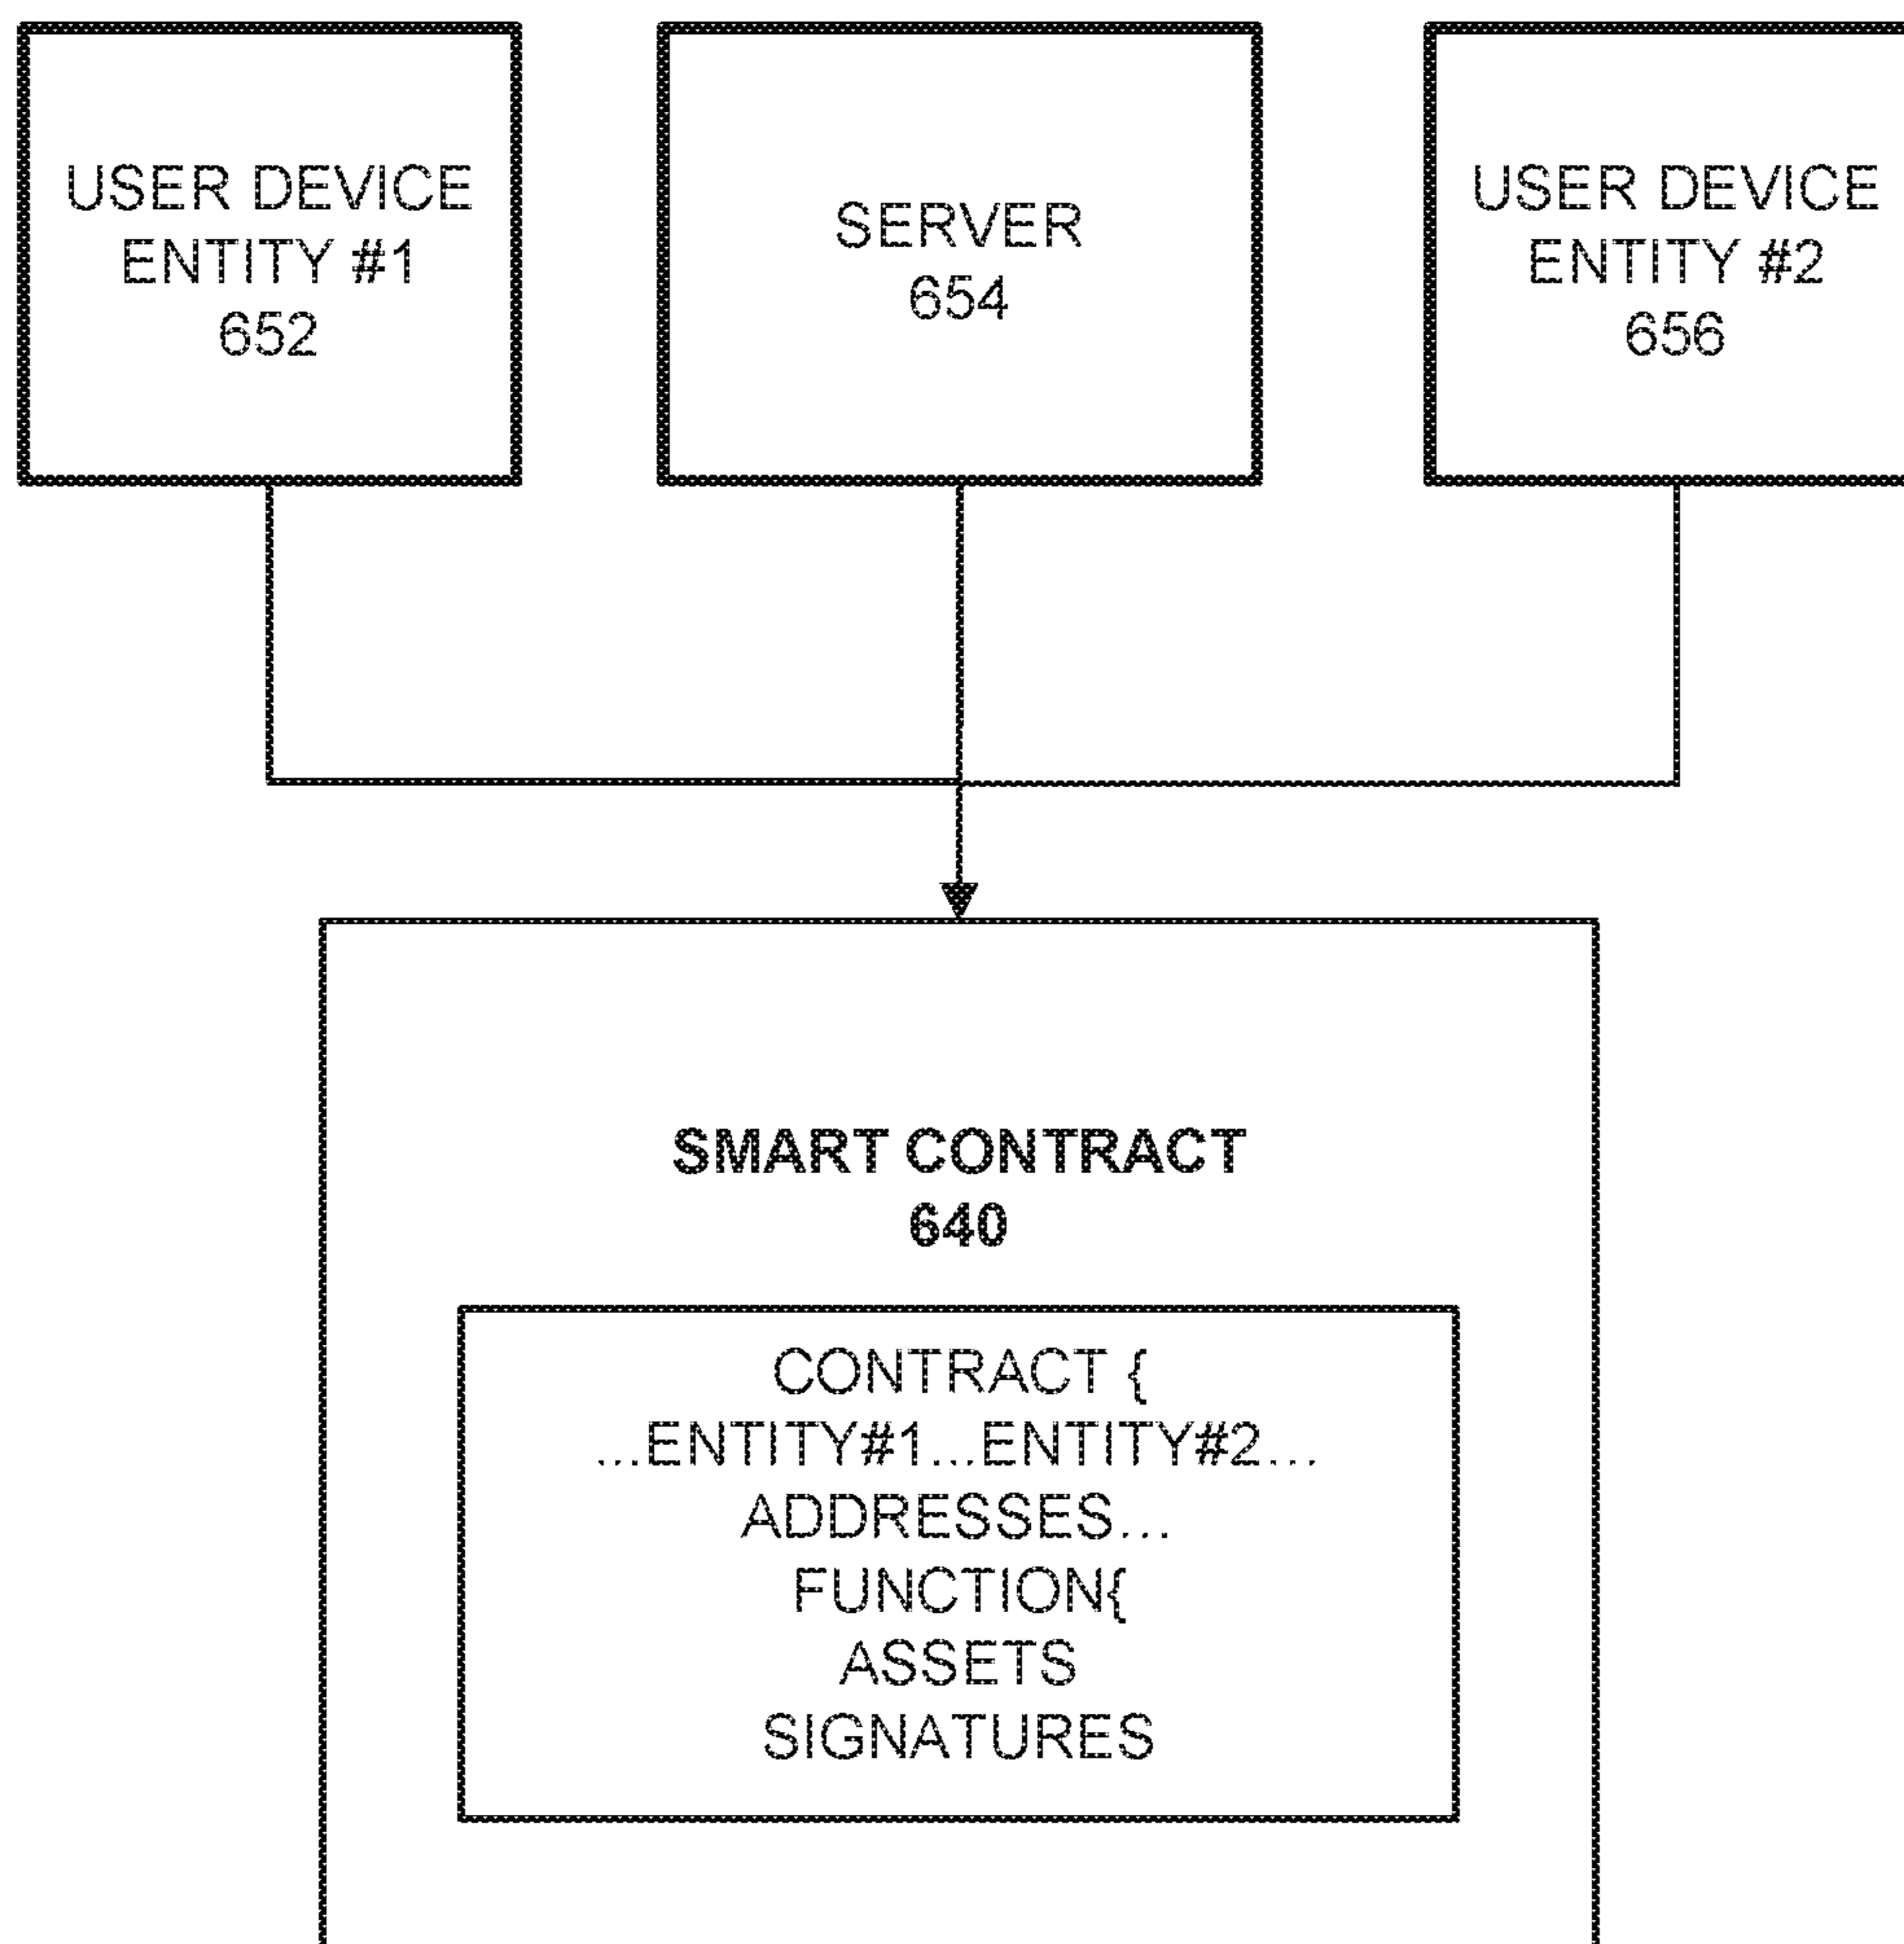 USER DEVICE
ENTITY #1
652
SERVER
654
USER DEVICE
ENTITY #2
656
SMART CONTRACT
640
CONTRACT {
...ENTITY#1...ENTITY#2...
ADDRESSES...
FUNCTION{
ASSETS
SIGNATURES